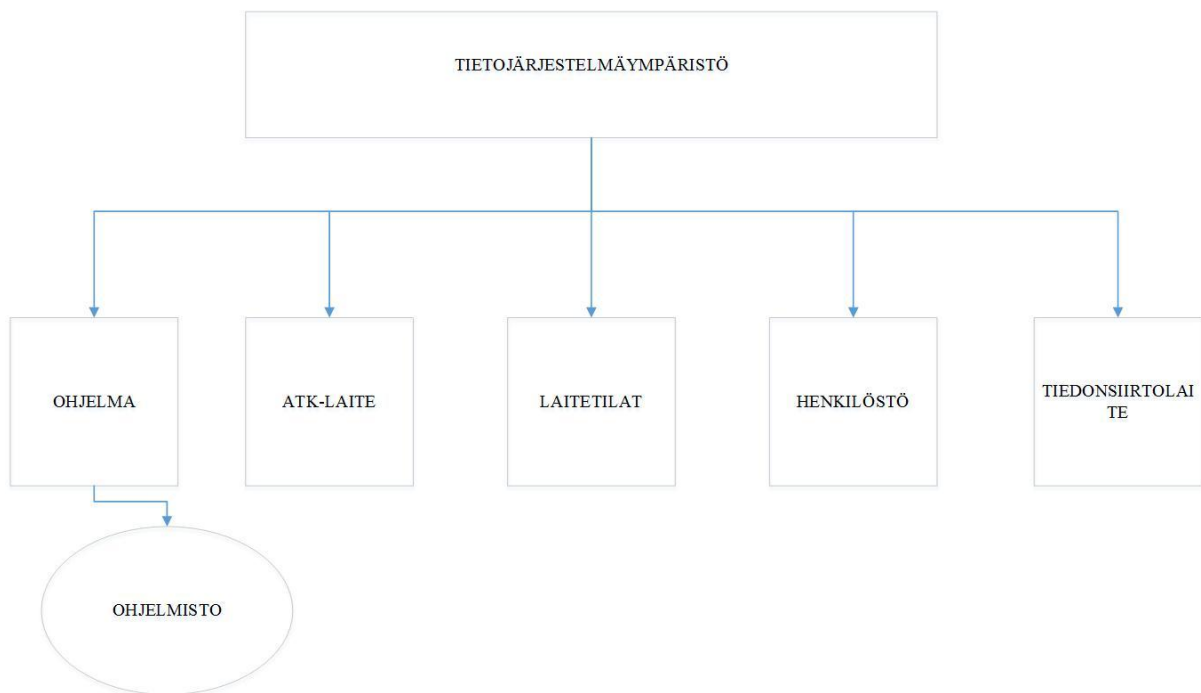 TIETOJÄRJESTELMÄYMPÄRISTÖ
OHJELMA
ATK-LAITE
LAITETILAT
HENKILÖSTÖ
TIEDONSIIRTOLAI
TE
OHJELMISTO